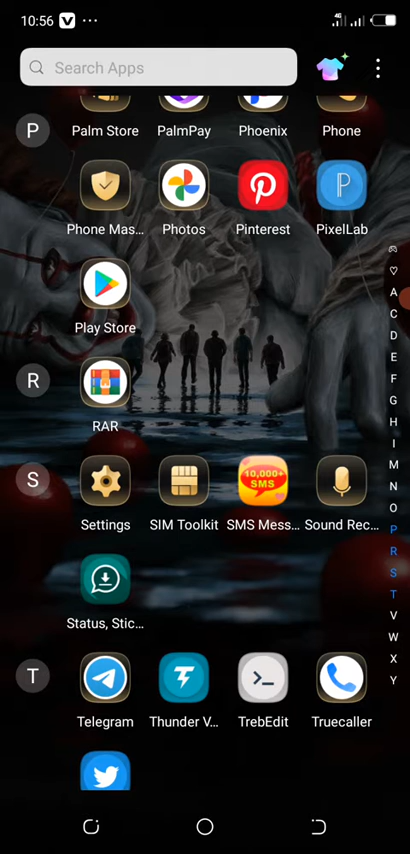 10:56
4G
Search Apps
P
Palm Store PalmPay Phoenix Phone
Phone Mas... Photos Pinterest PixelLab
Play Store
R
RAR
S
10,000+
SMS
Settings SIM Toolkit SMS Mess... Sound Rec...
Status, Stic...
T
Telegram Thunder V... TrebEdit Truecaller
A
C
D
E
F
G
H
I
M
N
O
P
R
S
T
V
W
X
Y